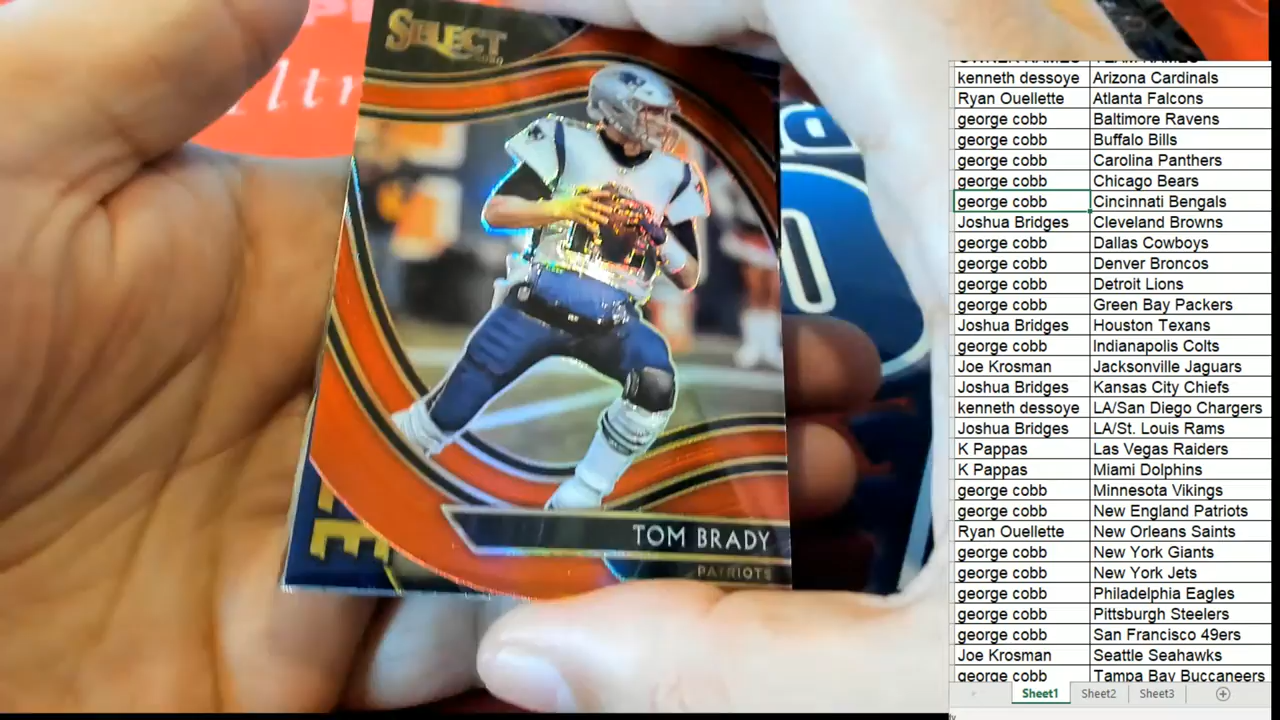 SELECT
2020
TOM BRADY
PATRIOTS
OWNER NAMES TEAM NAMES
kenneth dessoye Arizona Cardinals
Ryan Ouellette Atlanta Falcons
george cobb Baltimore Ravens
george cobb Buffalo Bills
george cobb Carolina Panthers
george cobb Chicago Bears
george cobb Cincinnati Bengals
Joshua Bridges Cleveland Browns
george cobb Dallas Cowboys
george cobb Denver Broncos
george cobb Detroit Lions
george cobb Green Bay Packers
Joshua Bridges Houston Texans
george cobb Indianapolis Colts
Joe Krosman Jacksonville Jaguars
Joshua Bridges Kansas City Chiefs
kenneth dessoye LA/San Diego Chargers
Joshua Bridges LA/St. Louis Rams
K Pappas Las Vegas Raiders
K Pappas Miami Dolphins
george cobb Minnesota Vikings
george cobb New England Patriots
Ryan Ouellette New Orleans Saints
george cobb New York Giants
george cobb New York Jets
george cobb Philadelphia Eagles
george cobb Pittsburgh Steelers
george cobb San Francisco 49ers
Joe Krosman Seattle Seahawks
george cobb Tampa Bay Buccaneers
Sheet1 Sheet2 Sheet3